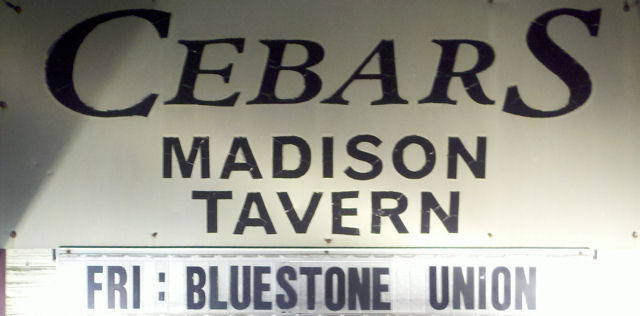 CEBARS
MADISON
TAVERN
FRI: BLUESTONE UNION